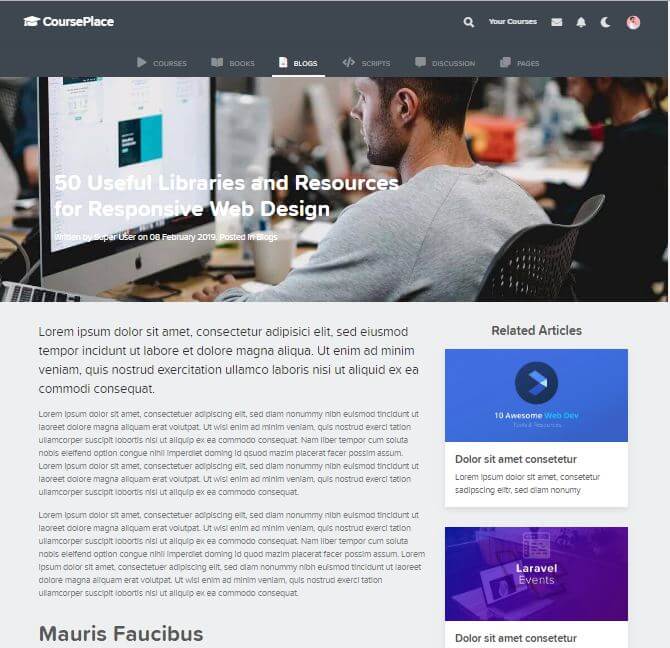 CoursePlace
Your Courses
COURSES
BOOKS
BLOGS
SCRIPTS
DISCUSSION
PAGES
50 Useful Libraries and Resources
for Responsive Web Design
Written by Super User on 08 February 2019. Posted in Blogs
Lorem ipsum dolor sit amet, consectetur adipisici elit, sed eiusmod
tempor incidunt ut labore et dolore magna aliqua. Ut enim ad minim
veniam, quis nostrud exercitation ullamco laboris nisi ut aliquid ex ea
commodi consequat.
Lorem ipsum dolor sit amet, consectetuer adipiscing elit, sed diam nonummy nibh euismod tincidunt ut
laoreet dolore magna aliquam erat volutpat. Ut wisi enim ad minim veniam, quis nostrud exerci tation
ullamcorper suscipit lobortis nisl ut aliquip ex ea commodo consequat. Nam liber tempor cum soluta
nobis eleifend option congue nihil imperdiet doming id quod mazim placerat facer possim assum.
Lorem ipsum dolor sit amet, consectetuer adipiscing elit, sed diam nonummy nibh euismod tincidunt ut
laoreet dolore magna aliquam erat volutpat. Ut wisi enim ad minim veniam, quis nostrud exerci tation
ullamcorper suscipit lobortis nisl ut aliquip ex ea commodo consequat.
Lorem ipsum dolor sit amet, consectetuer adipiscing elit, sed diam nonummy nibh euismod tincidunt ut
laoreet dolore magna aliquam erat volutpat. Ut wisi enim ad minim veniam, quis nostrud exerci tation
ullamcorper suscipit lobortis nisl ut aliquip ex ea commodo consequat. Nam liber tempor cum soluta
nobis eleifend option congue nihil imperdiet doming id quod mazim placerat facer possim assum. Lorem
ipsum dolor sit amet, consectetuer adipiscing elit, sed diam nonummy nibh euismod tincidunt ut laoreet
dolore magna aliquam erat volutpat. Ut wisi enim ad minim veniam, quis nostrud exerci tation
ullamcorper suscipit lobortis nisl ut aliquip ex ea commodo consequat.
Mauris Faucibus
Related Articles
10 Awesome Web Dev
Tools & Resources
Dolor sit amet consetetur
Lorem ipsum dolor sit amet, consetetur
sadipscing elitr, sed diam nonumy
Laravel
Events
Dolor sit amet consetetur